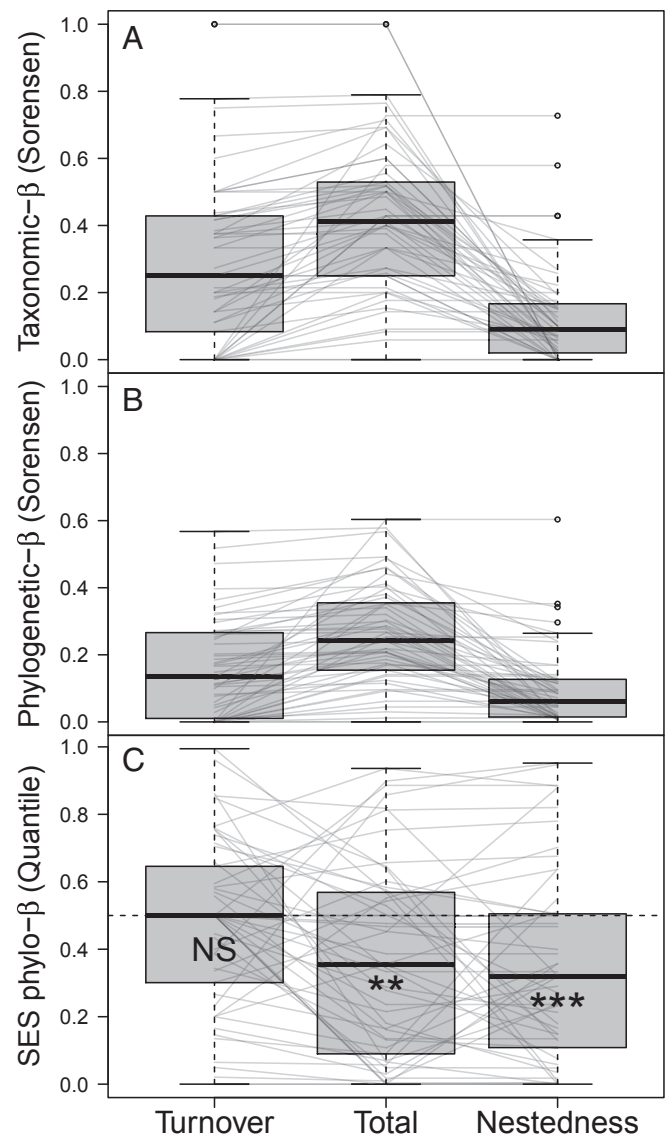 A
Taxonomic−β (Sorensen)
1.0
0.8
0.6
0.4
0.2
0.0
B
Phylogenetic−β (Sorensen)
1.0
0.8
0.6
0.4
0.2
0.0
C
SES phylo−β (Quantile)
1.0
0.8
0.6
0.4
0.2
0.0
NS
**
***
Turnover Total Nestedness